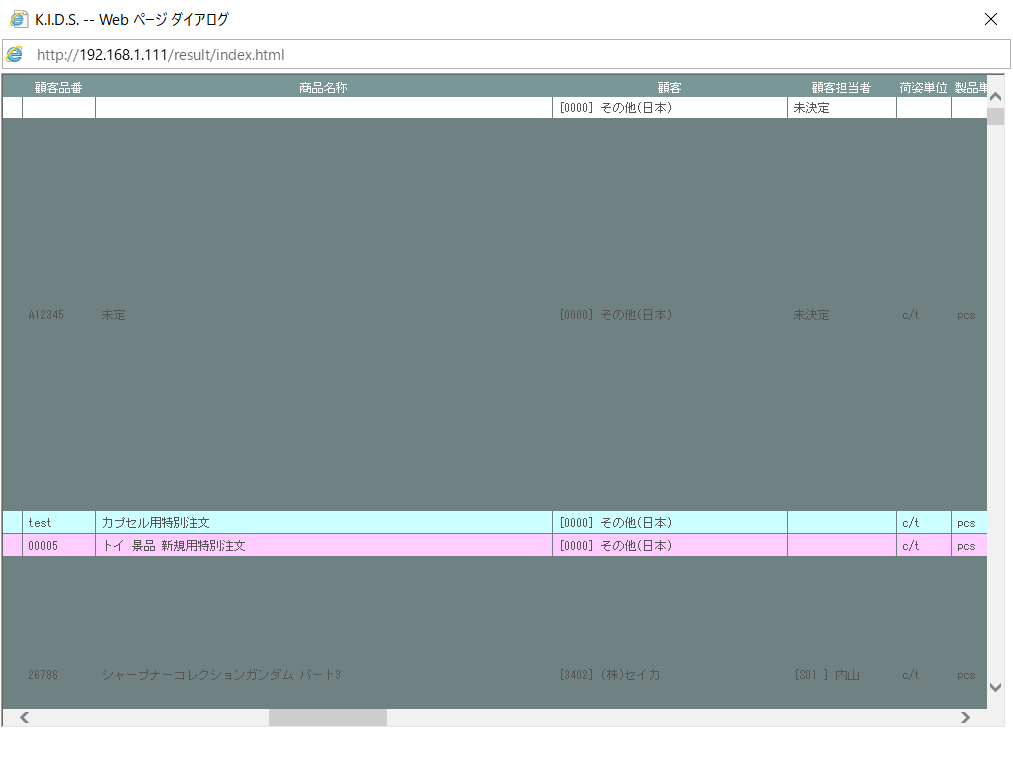 K.I.D.S. -- Web ページ ダイアログ
http://192.168.1.111/result/index.html
顧客品番 商品名称 顧客 顧客担当者 荷姿単位 製品単
[0000] その他(日本) 未決定
A12345 未定 [0000] その他(日本) 未決定 c/t pcs
test カプセル用特別注文 [0000] その他(日本) c/t pcs
00005 トイ 景品 新規用特別注文 [0000] その他(日本) c/t pcs
26786 シャープナーコレクションガンダム パート3 [3402] (株)セイカ [S01 ] 内山 c/t pcs